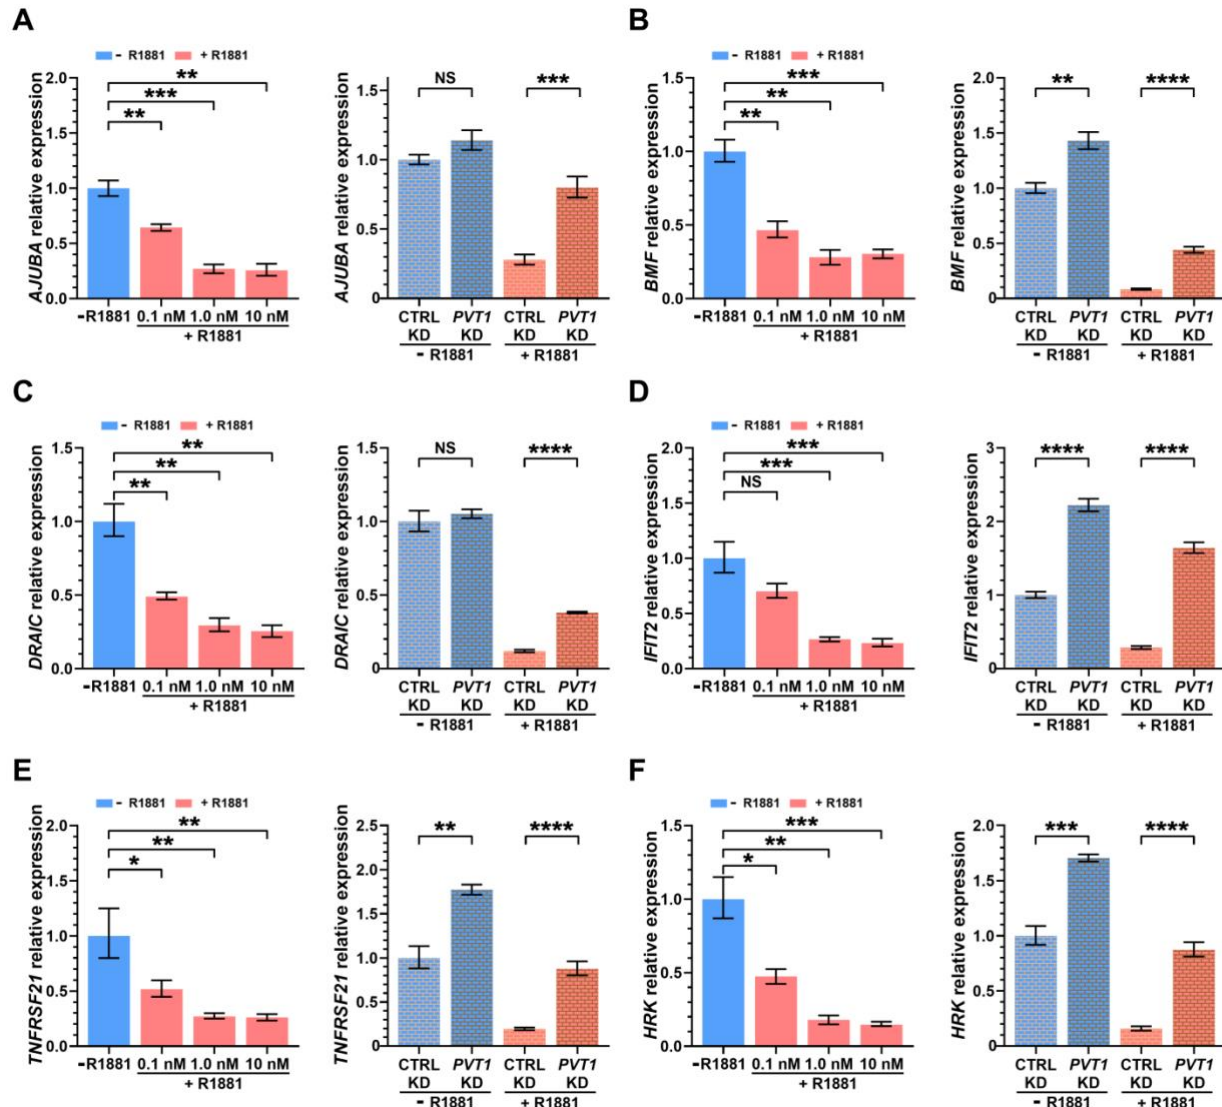 A
- R1881 + R1881
AJUBA relative expression
2.0
1.5
1.0
0.5
0.0
**
***
**
-R1881 0.1 nM 1.0 nM 10 nM
+ R1881
AJUBA relative expression
1.5
1.0
0.5
0
NS
***
CTRL PVT1 CTRL PVT1
KD KD KD KD
- R1881 + R1881
B
- R1881 + R1881
BMF relative expression
1.5
1.0
0.5
0.0
***
**
**
-R1881 0.1 nM 1.0 nM 10 nM
+ R1881
BMF relative expression
2.0
1.5
1.0
0.5
0
**
****
CTRL PVT1 CTRL PVT1
KD KD KD KD
- R1881 + R1881
C
- R1881 + R1881
DRAIC relative expression
1.5
1.0
0.5
0.0
**
**
**
-R1881 0.1 nM 1.0 nM 10 nM
+ R1881
DRAIC relative expression
1.5
1.0
0.5
0
NS
****
CTRL PVT1 CTRL PVT1
KD KD KD KD
- R1881 + R1881
D
- R1881 + R1881
IFIT2 relative expression
2.0
1.5
1.0
0.5
0.0
***
***
NS
-R1881 0.1 nM 1.0 nM 10 nM
+ R1881
IFIT2 relative expression
3
2
1
0
****
****
CTRL PVT1 CTRL PVT1
KD KD KD KD
- R1881 + R1881
E
- R1881 + R1881
TNFRSF21 relative expression
2.0
1.5
1.0
0.5
0.0
**
**
*
-R1881 0.1 nM 1.0 nM 10 nM
+ R1881
TNFRSF21 relative expression
2.5
2.0
1.5
1.0
0.5
0
**
****
CTRL PVT1 CTRL PVT1
KD KD KD KD
- R1881 + R1881
F
- R1881 + R1881
HRK relative expression
1.5
1.0
0.5
0.0
***
**
*
-R1881 0.1 nM 1.0 nM 10 nM
+ R1881
HRK relative expression
2.0
1.5
1.0
0.5
0
***
****
CTRL PVT1 CTRL PVT1
KD KD KD KD
- R1881 + R1881